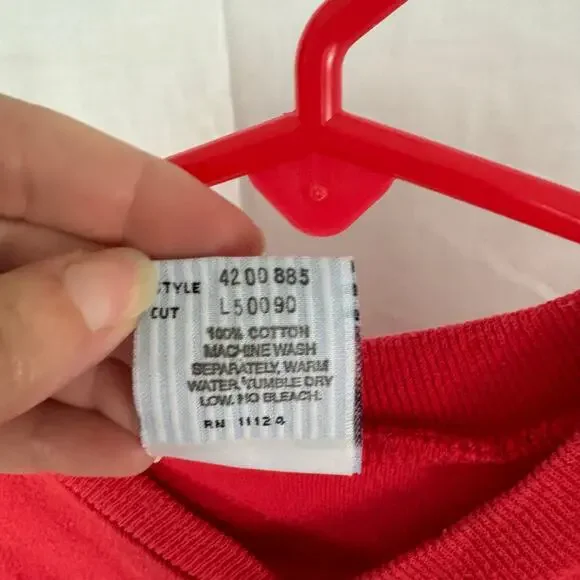 STYLE 4200885
CUT L50090
100% COTTON
MACHINE WASH
SEPARATELY, WARM
WATER, TUMBLE DRY
LOW. NO BLEACH.
RN 11124